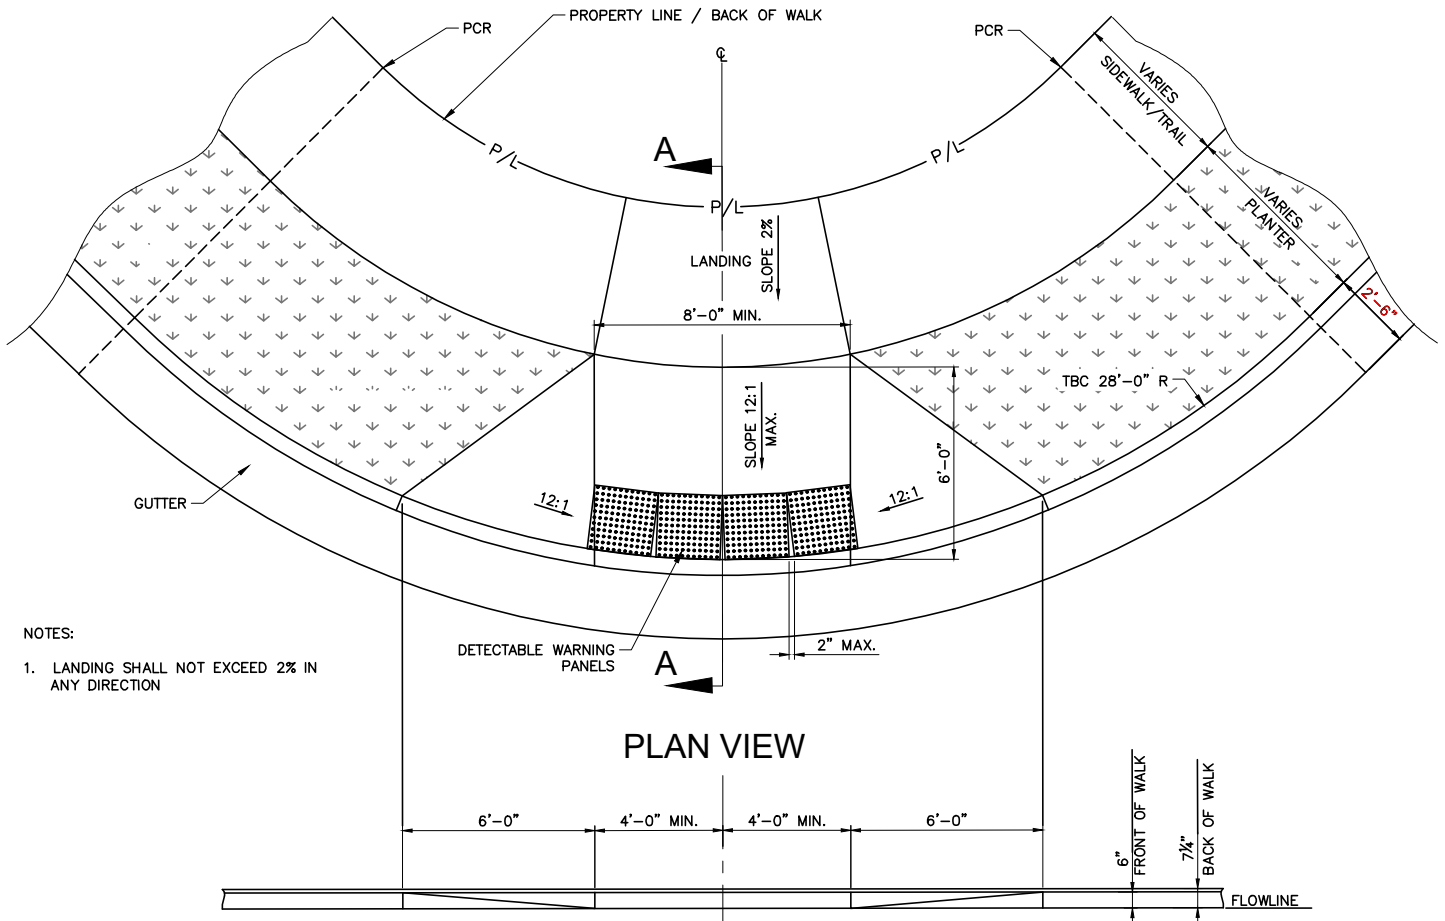 PROPERTY LINE / BACK OF WALK
PCR
PCR
℄
VARIES
SIDEWALK/TRAIL
A
P/L
P/L
P/L
VARIES
PLANTER
LANDING
SLOPE 2%
2'-6"
8'-0" MIN.
TBC 28'-0" R
SLOPE 12:1
MAX.
6'-0"
GUTTER
12:1
12:1
NOTES:
1. LANDING SHALL NOT EXCEED 2% IN
ANY DIRECTION
DETECTABLE WARNING
PANELS
2" MAX.
A
PLAN VIEW
6'-0"
4'-0" MIN.
4'-0" MIN.
6'-0"
6"
FRONT OF WALK
7¼"
BACK OF WALK
FLOWLINE